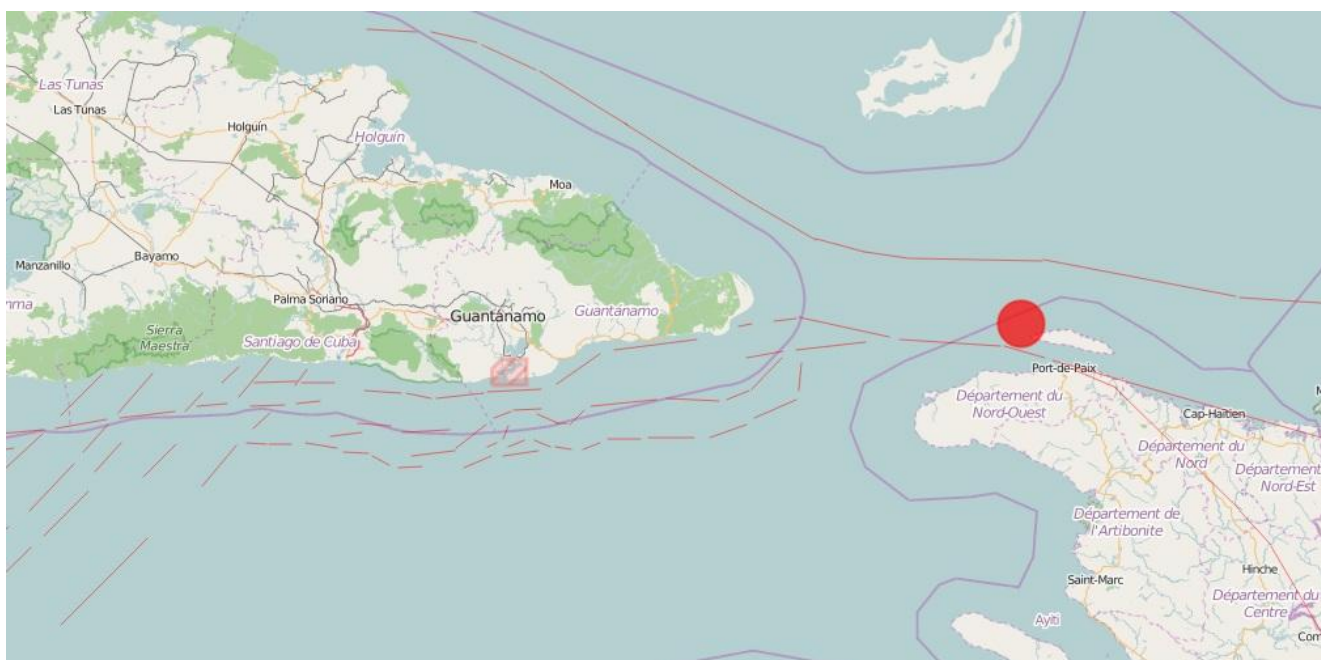 Las Tunas
Las Tunas
Holguín
Holguín
Moa
Manzanillo
Bayamo
nma
Palma Soriano
Guantánamo
Guantánamo
Sierra
Maestra
Santiago de Cuba
Port-de-Paix
Département du
Nord-Ouest
Cap-Haïtien
Département du
Nord
Département
Nord-Est
Département de
l'Artibonite
Saint-Marc
Hinche
Département du
Centre
Ayiti
Com